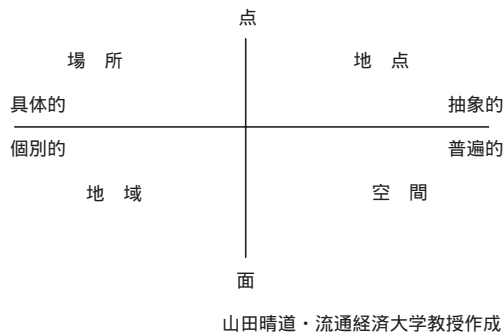 点
場 所
地 点
具体的
抽象的
個別的
普遍的
地 域
空 間
面
山田晴道・流通経済大学教授作成